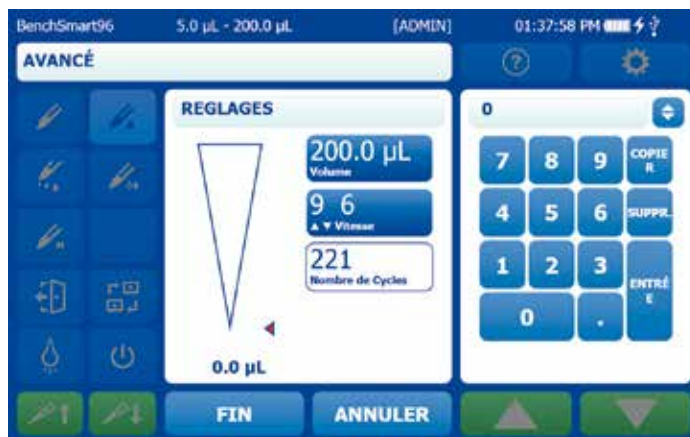 BenchSmart96 5.0 µL - 200.0 µL [ADMIN] 01:37:58 PM
AVANCÉ
REGLAGES
200.0 µL
Volume
9 6
▲ ▼ Vitesse
221
Nombre de Cycles
0.0 µL
0
7 8 9 COPIE
R
4 5 6 SUPPR.
1 2 3 ENTRÉ
E
0 .
FIN ANNULER